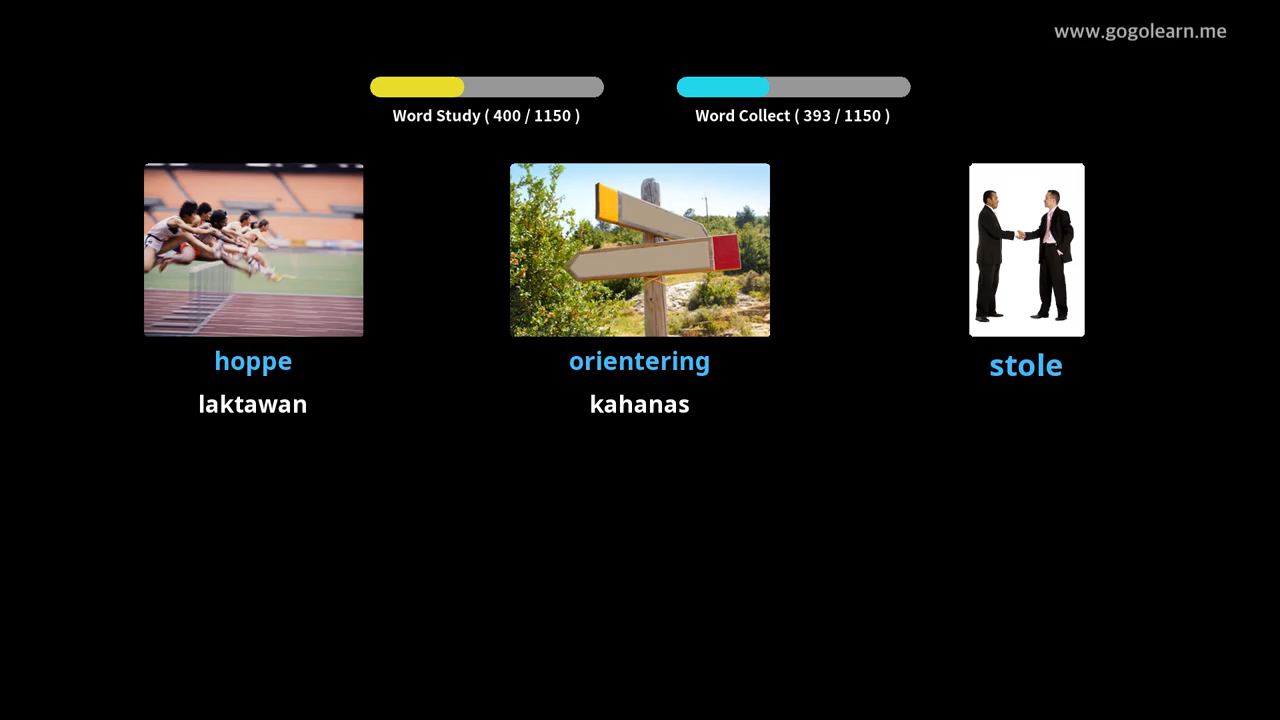 www.gogolearn.me
Word Study ( 400 / 1150 )
Word Collect ( 393 / 1150 )
hoppe
laktawan
orientering
kahanas
stole